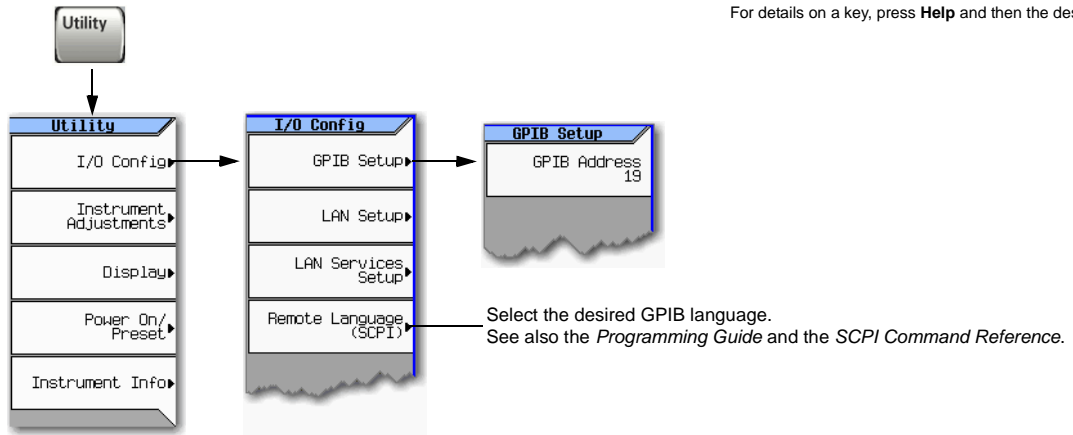 For details on a key, press Help and then the
Utility
Utility
I/O Config
Instrument
Adjustments
Display
Power On/
Preset
Instrument Info
I/O Config
GPIB Setup
LAN Setup
LAN Services
Setup
Remote Language
(SCPI)
GPIB Setup
GPIB Address
19
Select the desired GPIB language.
See also the Programming Guide and the SCPI Command Reference.